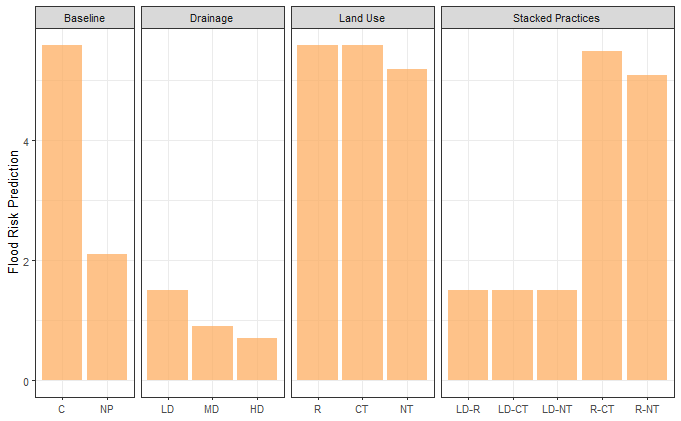 Baseline
Drainage
Land Use
Stacked Practices
Flood Risk Prediction
4
2
0
C
NP
LD
MD
HD
R
CT
NT
LD-R
LD-CT
LD-NT
R-CT
R-NT